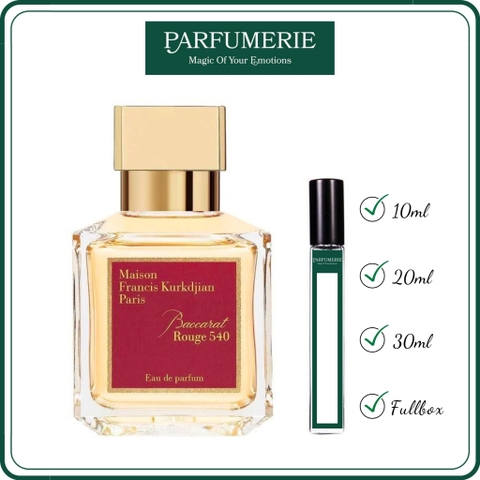 PARFUMERIE
Magic Of Your Emotions
Maison
Francis Kurkdjian
Paris
Baccarat
Rouge 540
Eau de parfum
PARFUMERIE
10ml
20ml
30ml
Fullbox